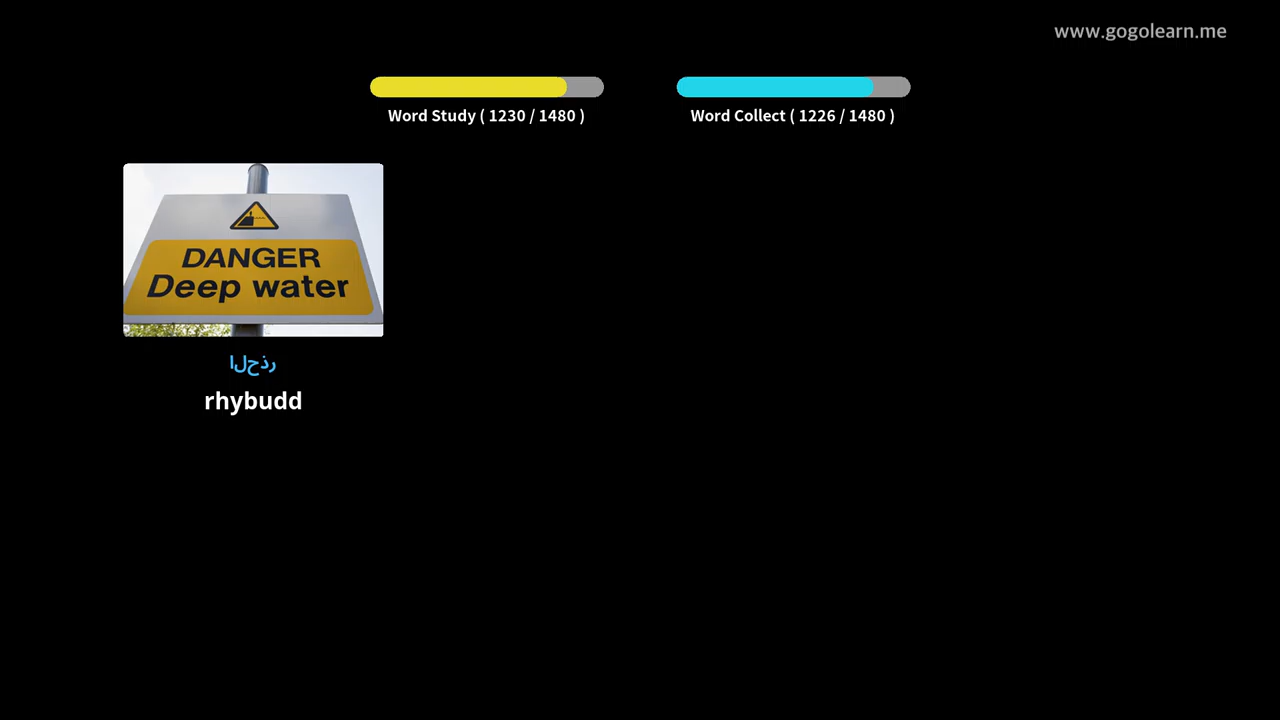 www.gogolearn.me
Word Study ( 1230 / 1480 )
Word Collect ( 1226 / 1480 )
DANGER
Deep water
الحذر
rhybudd